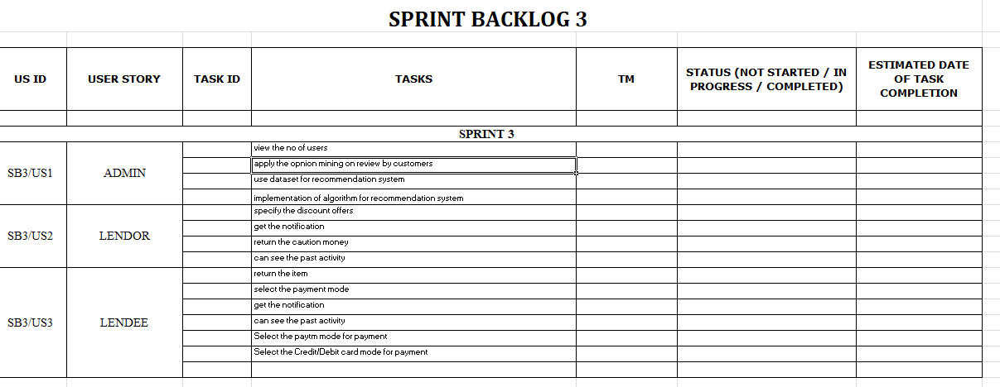 SPRINT BACKLOG 3
US ID
USER STORY
TASK ID
TASKS
TM
STATUS (NOT STARTED / IN
PROGRESS / COMPLETED)
ESTIMATED DATE
OF TASK
COMPLETION
SPRINT 3
SB3/US1
ADMIN
view the no of users
apply the opnion mining on review by customers
use dataset for recommendation system
implementation of algorithm for recommendation system
SB3/US2
LENDOR
specify the discount offers
get the notification
return the caution money
can see the past activity
SB3/US3
LENDEE
return the item
select the payment mode
get the notification
can see the past activity
Select the paytm mode for payment
Select the Credit/Debit card mode for payment